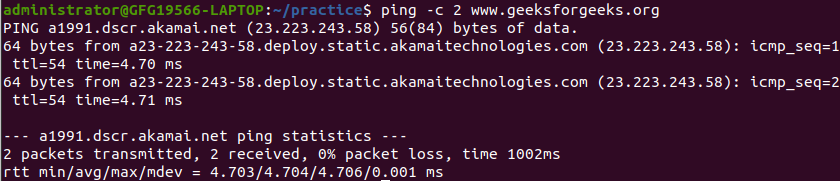 administrator@GFG19566-LAPTOP:~/practice$ ping -c 2 www.geeksforgeeks.org
PING a1991.dscr.akamai.net (23.223.243.58) 56(84) bytes of data.
64 bytes from a23-223-243-58.deploy.static.akamaitechnologies.com (23.223.243.58): icmp_seq=1
 ttl=54 time=4.70 ms
64 bytes from a23-223-243-58.deploy.static.akamaitechnologies.com (23.223.243.58): icmp_seq=2
 ttl=54 time=4.71 ms

--- a1991.dscr.akamai.net ping statistics ---
2 packets transmitted, 2 received, 0% packet loss, time 1002ms
rtt min/avg/max/mdev = 4.703/4.704/4.706/0.001 ms